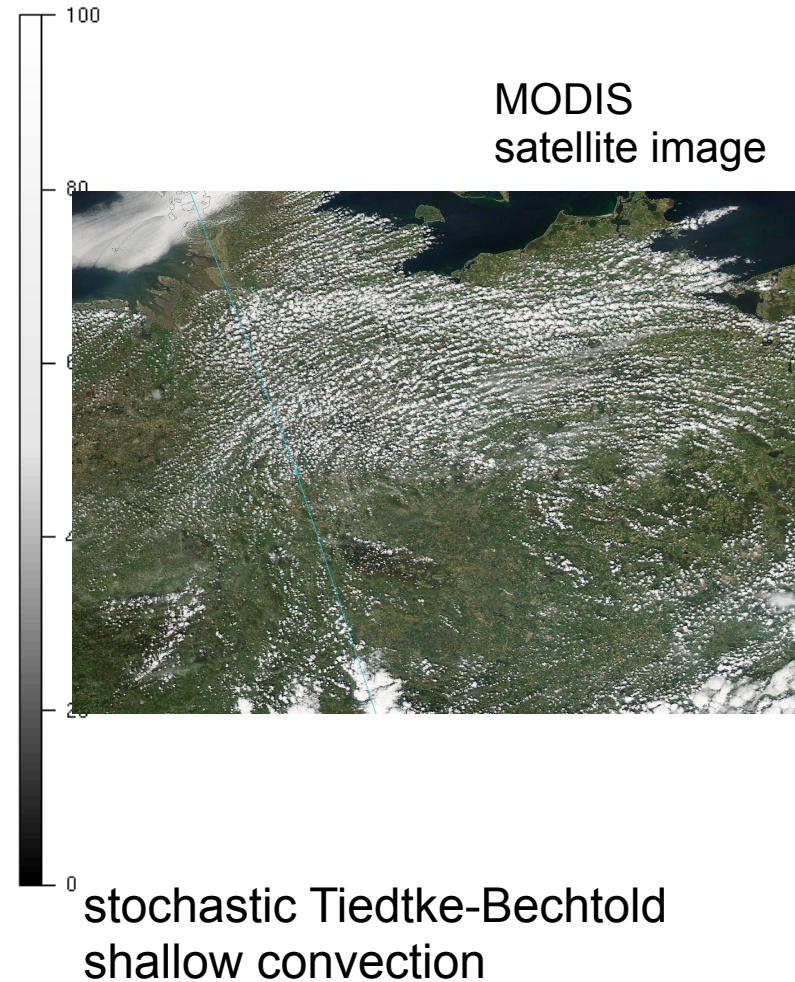 100
MODIS
satellite image
80
0
stochastic Tiedtke-Bechtold
shallow convection